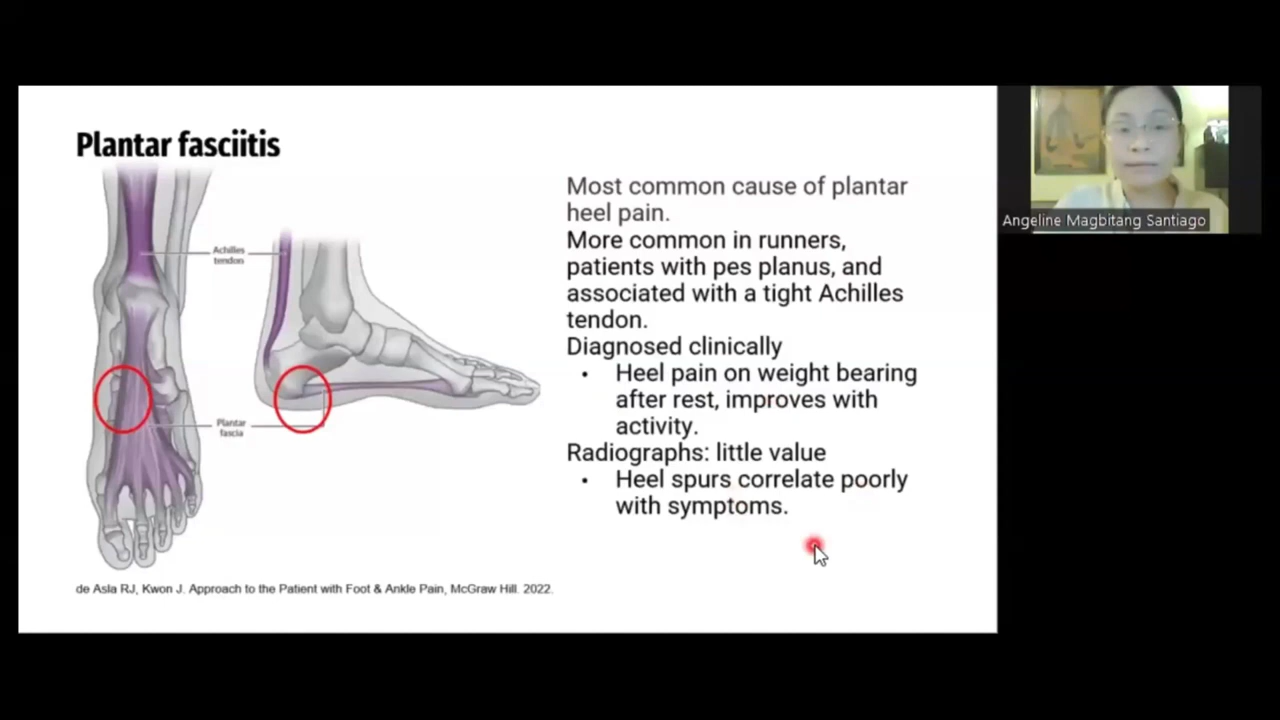 Plantar fasciitis
Achilles
tendon
Plantar
fascia
Most common cause of plantar
heel pain.
More common in runners,
patients with pes planus, and
associated with a tight Achilles
tendon.
Diagnosed clinically
• Heel pain on weight bearing
after rest, improves with
activity.
Radiographs: little value
• Heel spurs correlate poorly
with symptoms.
de Asla RJ, Kwon J. Approach to the Patient with Foot & Ankle Pain, McGraw Hill. 2022.
Angeline Magbitang Santiago